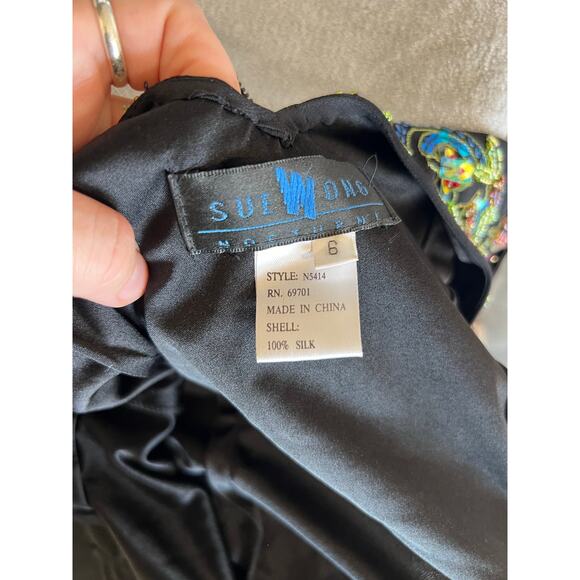 SUE WONG
NOCTURNE
6
STYLE: N5414
RN. 69701
MADE IN CHINA
SHELL:
100% SILK